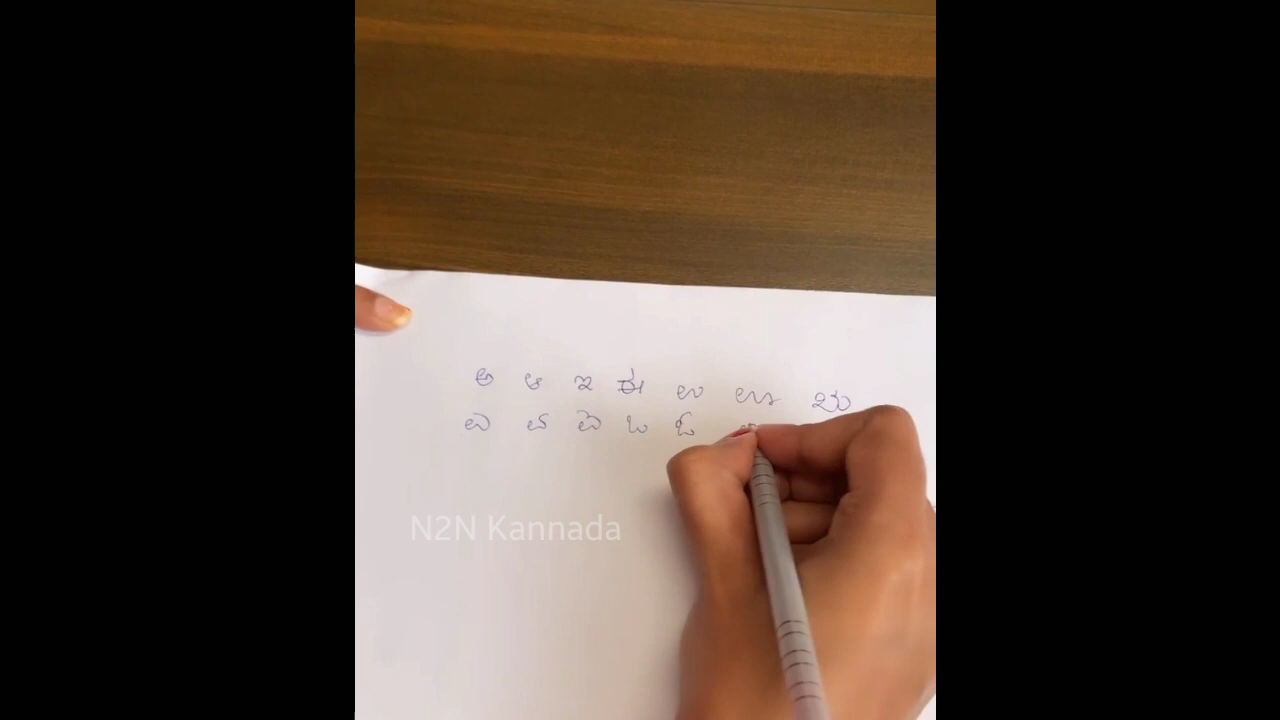 ಅ ಆ ಇ ಈ ಉ ಊ ಋ
ಎ ಏ ಐ ಒ ಓ
N2N Kannada